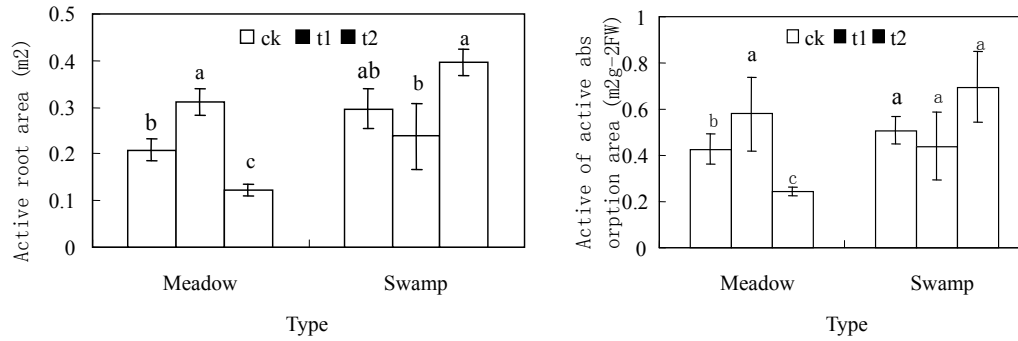 Active root area (m2)
0.5
0.4
0.3
0.2
0.1
0
ck t1 t2
b
a
c
ab
b
a
Meadow
Swamp
Type
Active of active abs
orption area (m2g-2FW)
1
0.8
0.6
0.4
0.2
0
ck t1 t2
b
a
c
a
a
a
Meadow
Swamp
Type